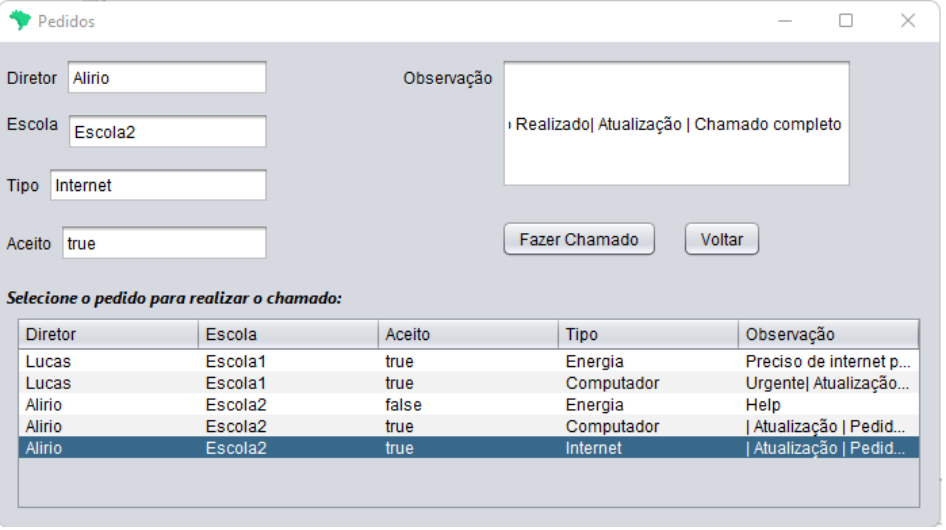 Pedidos
Diretor Alirio
Observação
Realizado| Atualização | Chamado completo
Escola Escola2
Tipo Internet
Aceito true
Fazer Chamado Voltar
Selecione o pedido para realizar o chamado:
Diretor Escola Aceito Tipo Observação
Lucas Escola1 true Energia Preciso de internet p...
Lucas Escola1 true Computador Urgente| Atualização...
Alirio Escola2 false Energia Help
Alirio Escola2 true Computador | Atualização | Pedid...
Alirio Escola2 true Internet | Atualização | Pedid...